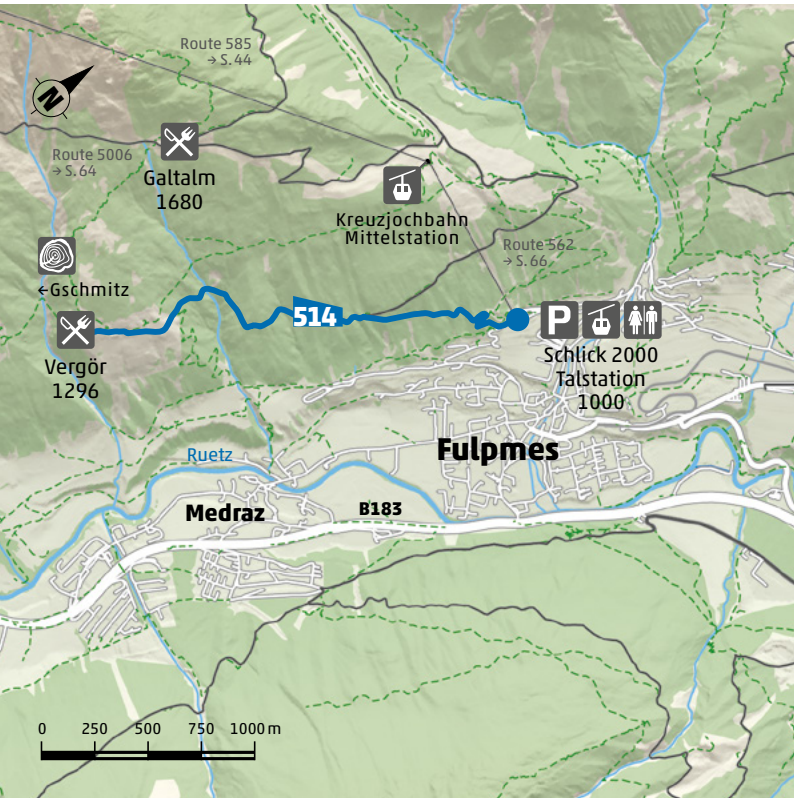 Route 585
→ S. 44
N
Route 5006
→ S. 64
Galtalm
1680
Kreuzjochbahn
Mittelstation
Route 562
→ S. 66
←Gschmitz
514
P
Vergör
1296
Schlick 2000
Talstation
1000
Fulpmes
Ruetz
Medraz
B183
0 250 500 750 1000 m